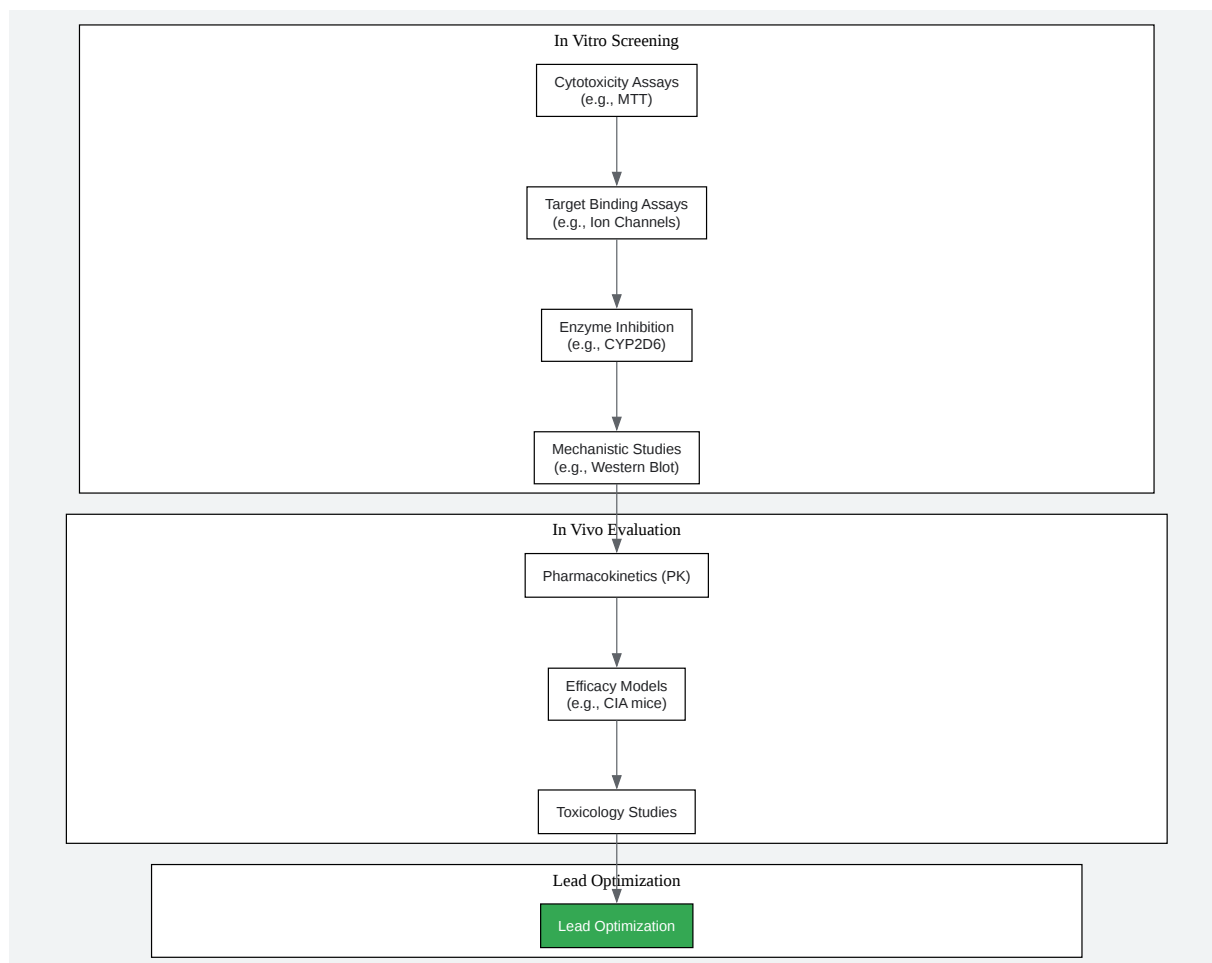 In Vitro Screening
Cytotoxicity Assays
(e.g., MTT)
Target Binding Assays
(e.g., Ion Channels)
Enzyme Inhibition
(e.g., CYP2D6)
Mechanistic Studies
(e.g., Western Blot)
In Vivo Evaluation
Pharmacokinetics (PK)
Efficacy Models
(e.g., CIA mice)
Toxicology Studies
Lead Optimization
Lead Optimization